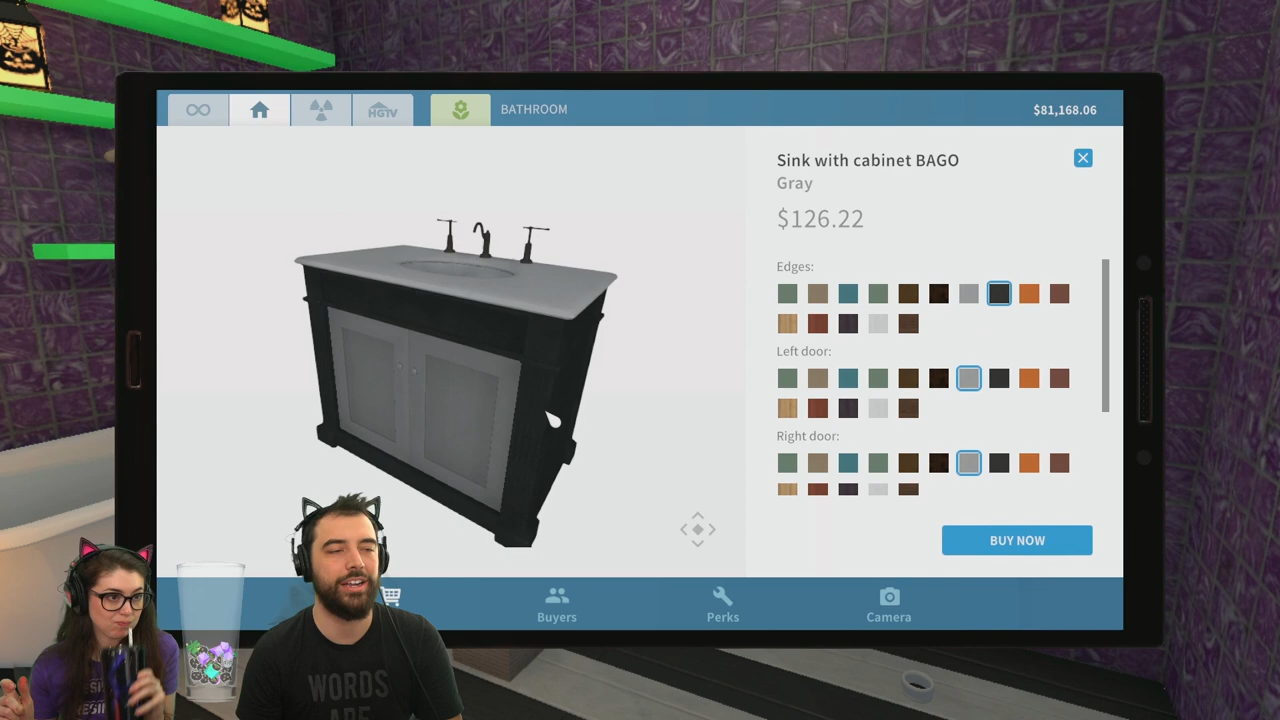 HGTV
BATHROOM
$81,168.06
Sink with cabinet BAGO
Gray
$126.22
Edges:
Left door:
Right door:
BUY NOW
Buyers
Perks
Camera
WORDS
ARE